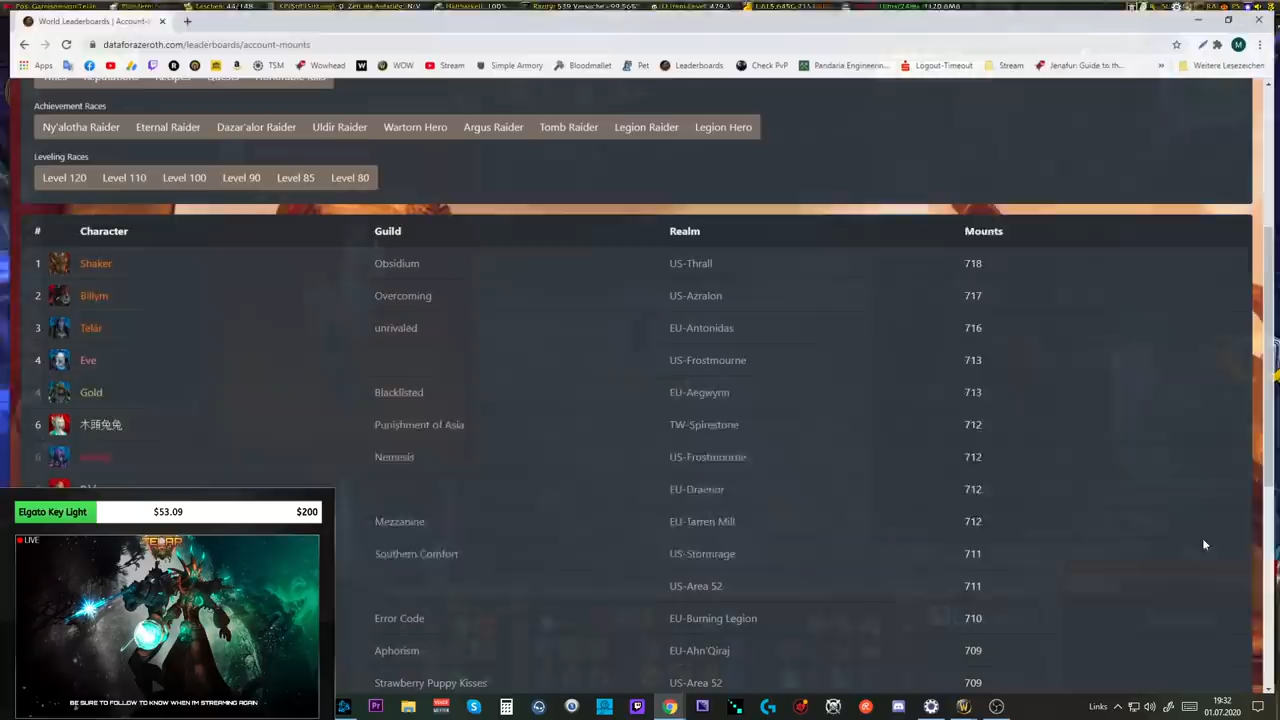 World Leaderboards | Account-
dataforazeroth.com/leaderboards/account-mounts
Apps TSM Wowhead WOW Stream Simple Armory Bloodmallet Pet Leaderboards Check PvP Pandaria Engineerin... Logout-Timeout Stream Jenafur: Guide to th... » Weitere Lesezeichen
Titles Reputations Recipes Quests Honorable Kills
Achievement Races
Ny'alotha Raider Eternal Raider Dazar'alor Raider Uldir Raider Wartorn Hero Argus Raider Tomb Raider Legion Raider Legion Hero
Leveling Races
Level 120 Level 110 Level 100 Level 90 Level 85 Level 80
# Character Guild Realm Mounts
1 Shaker Obsidium US-Thrall 718
2 Billym Overcoming US-Azralon 717
3 Telár unrivaled EU-Antonidas 716
4 Eve US-Frostmourne 713
4 Gold Blacklisted EU-Aegwynn 713
6 木頭兔兔 Punishment of Asia TW-Spirestone 712
6 Nemesis US-Frostmourne 712
EU-Draenor 712
Mezzanine EU-Tarren Mill 712
Southern Comfort US-Stormrage 711
US-Area 52 711
Error Code EU-Burning Legion 710
Aphorism EU-Ahn'Qiraj 709
Strawberry Puppy Kisses US-Area 52 709
Elgato Key Light $53.09 $200
LIVE
TELAR
BE SURE TO FOLLOW TO KNOW WHEN I'M STREAMING AGAIN
Links 19:32
01.07.2020